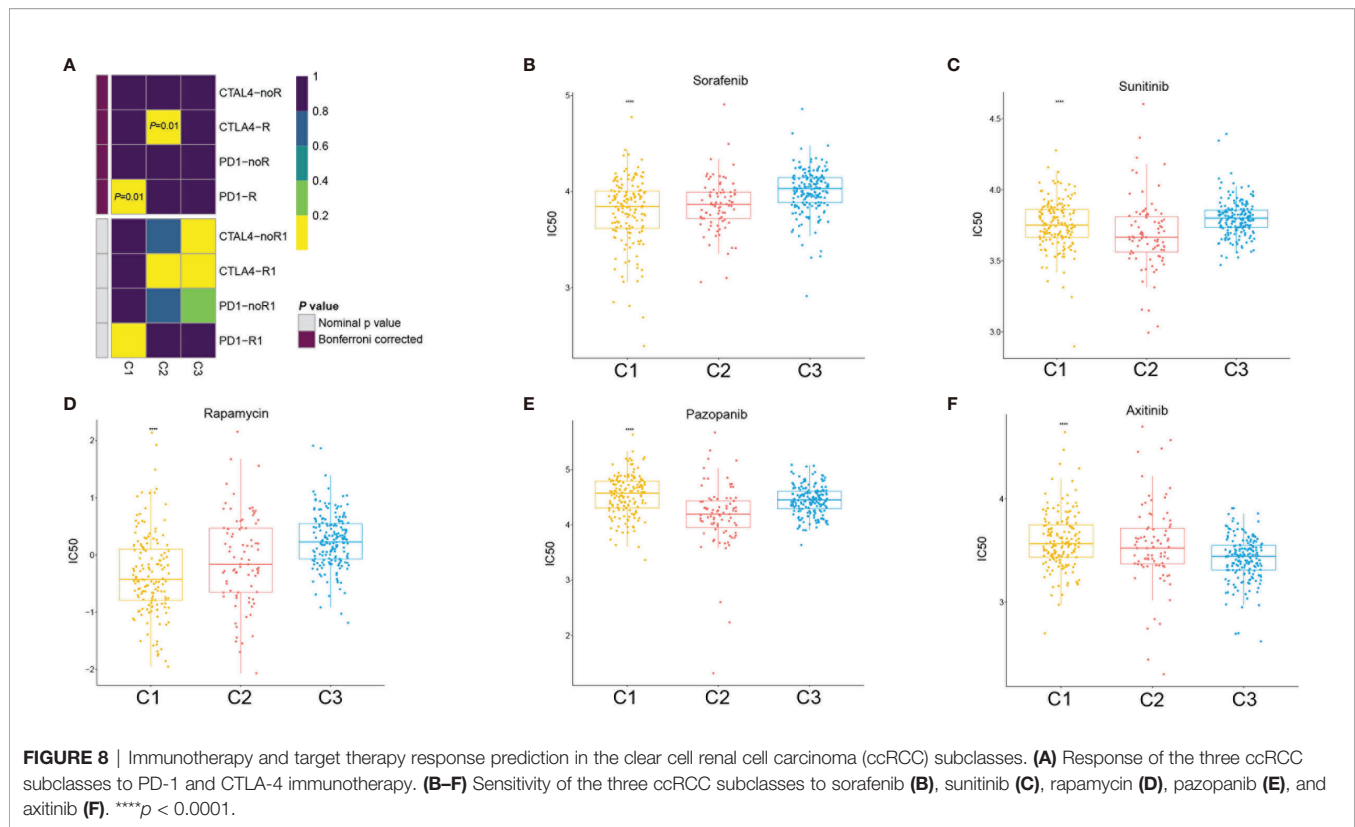 A
P=0.01
P=0.01
CTAL4-noR
CTLA4-R
PD1-noR
PD1-R
CTAL4-noR1
CTLA4-R1
PD1-noR1
PD1-R1
C1
C2
C3
1
0.8
0.6
0.4
0.2
P value
Nominal p value
Bonferroni corrected
B
Sorafenib
****
IC50
5
4
3
C1 C2 C3
C
Sunitinib
****
IC50
4.5
4.0
3.5
3.0
C1 C2 C3
D
Rapamycin
****
IC50
2
1
0
−1
−2
C1 C2 C3
E
Pazopanib
****
IC50
5
4
3
2
C1 C2 C3
F
Axitinib
****
IC50
4
3
C1 C2 C3
FIGURE 8 | Immunotherapy and target therapy response prediction in the clear cell renal cell carcinoma (ccRCC) subclasses. (A) Response of the three ccRCC
subclasses to PD-1 and CTLA-4 immunotherapy. (B–F) Sensitivity of the three ccRCC subclasses to sorafenib (B), sunitinib (C), rapamycin (D), pazopanib (E), and
axitinib (F). ****p < 0.0001.